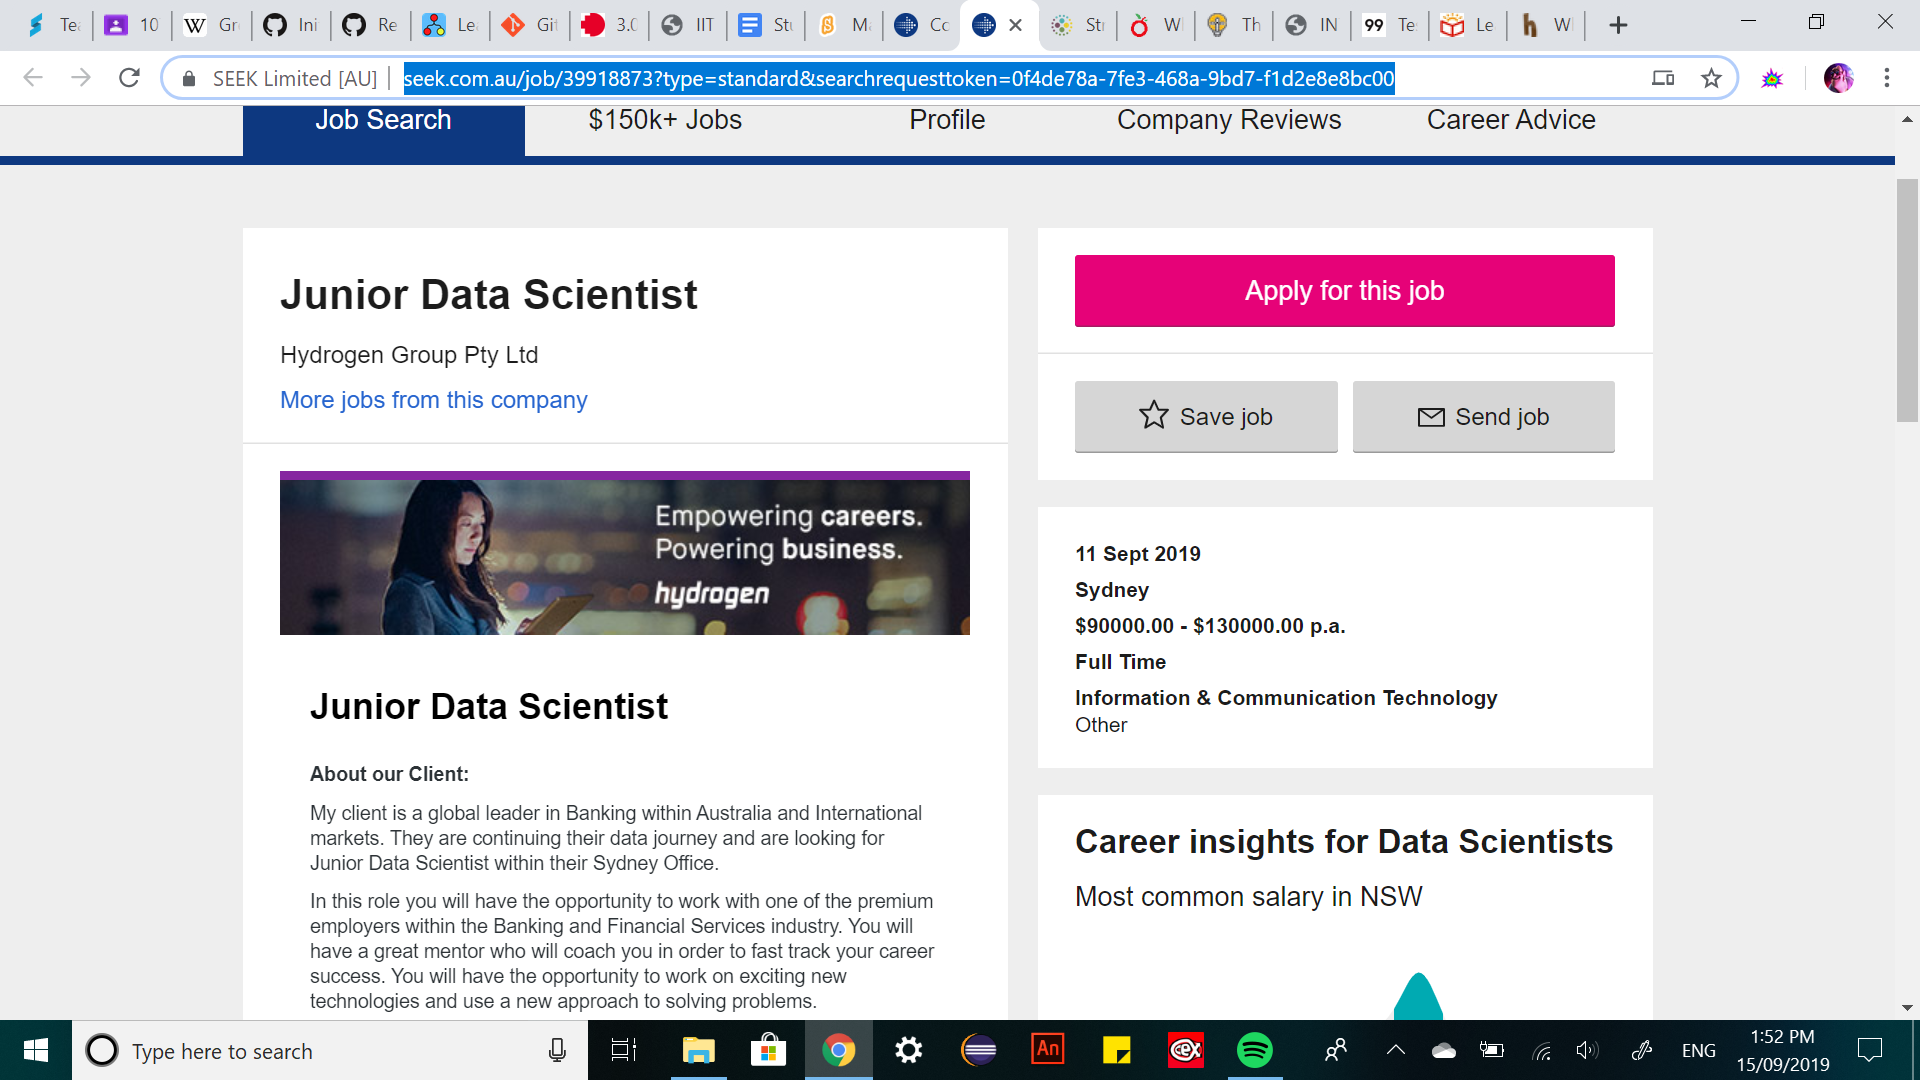 Tea
10
Gr
Ini
Re
Lea
Git
3.0
IIT
Stu
Ma
Co
Str
W
Th
IN
99
Te
Le
W
SEEK Limited [AU]
seek.com.au/job/39918873?type=standard&searchrequesttoken=0f4de78a-7fe3-468a-9bd7-f1d2e8e8bc00
Job Search
$150k+ Jobs
Profile
Company Reviews
Career Advice
Junior Data Scientist
Hydrogen Group Pty Ltd
More jobs from this company
Empowering careers.
Powering business.
hydrogen
Junior Data Scientist
About our Client:
My client is a global leader in Banking within Australia and International
markets. They are continuing their data journey and are looking for
Junior Data Scientist within their Sydney Office.
In this role you will have the opportunity to work with one of the premium
employers within the Banking and Financial Services industry. You will
have a great mentor who will coach you in order to fast track your career
success. You will have the opportunity to work on exciting new
technologies and use a new approach to solving problems.
Apply for this job
Save job
Send job
11 Sept 2019
Sydney
$90000.00 - $130000.00 p.a.
Full Time
Information & Communication Technology
Other
Career insights for Data Scientists
Most common salary in NSW
Type here to search
An
cex
ENG
1:52 PM
15/09/2019